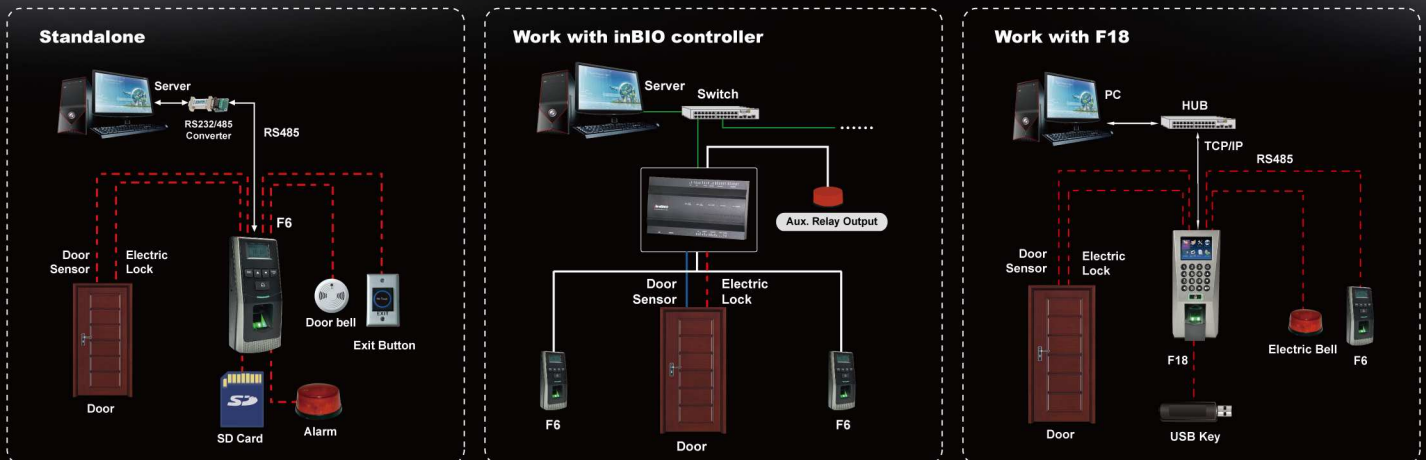 Standalone
Server
RS232/485
Converter
RS485
F6
Door
Sensor
Electric
Lock
Door bell
EXIT
Exit Button
Door
SD
SD Card
Alarm
Work with inBIO controller
Server
Switch
......
Aux. Relay Output
Door
Sensor
Electric
Lock
F6
F6
Door
Work with F18
PC
HUB
TCP/IP
RS485
Door
Sensor
Electric
Lock
F18
Electric Bell
F6
Door
USB Key